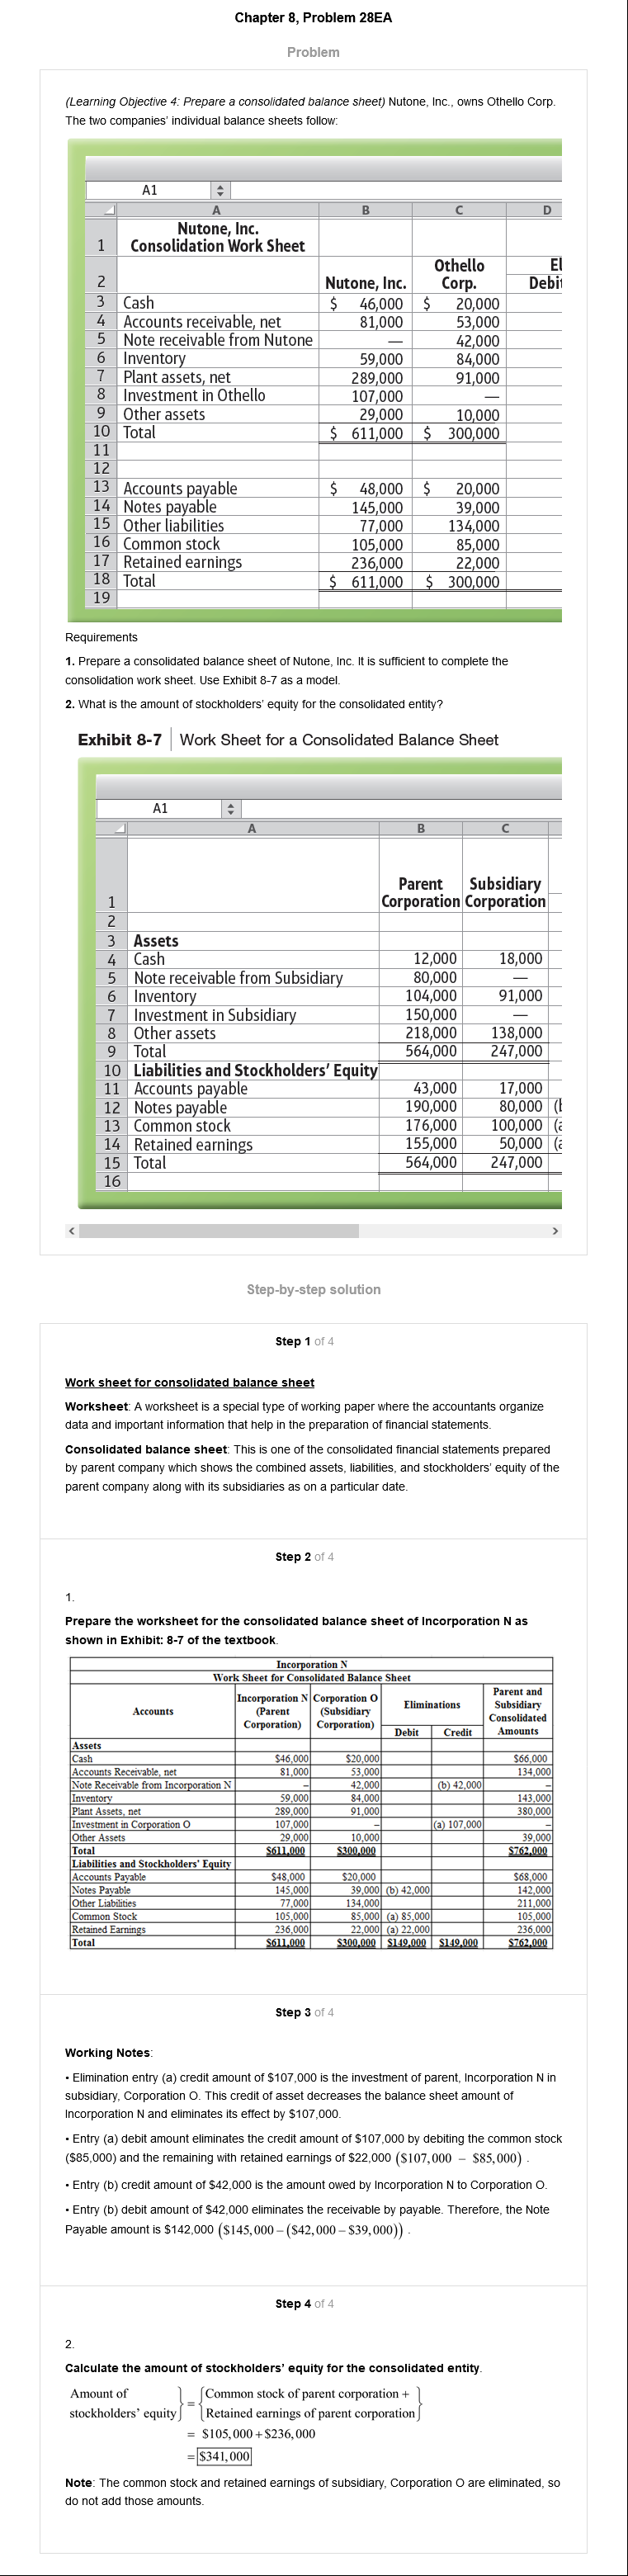 Chapter 8, Problem 28EA
Problem
(Learning Objective 4: Prepare a consolidated balance sheet) Nutone, Inc., owns Othello Corp.
The two companies' individual balance sheets follow:
A1
A B C D
1 Nutone, Inc.
Consolidation Work Sheet
2 Nutone, Inc. Othello Corp. El
Debit
3 Cash $ 46,000 $ 20,000
4 Accounts receivable, net 81,000 53,000
5 Note receivable from Nutone — 42,000
6 Inventory 59,000 84,000
7 Plant assets, net 289,000 91,000
8 Investment in Othello 107,000 —
9 Other assets 29,000 10,000
10 Total $ 611,000 $ 300,000
11
12
13 Accounts payable $ 48,000 $ 20,000
14 Notes payable 145,000 39,000
15 Other liabilities 77,000 134,000
16 Common stock 105,000 85,000
17 Retained earnings 236,000 22,000
18 Total $ 611,000 $ 300,000
19
Requirements
1. Prepare a consolidated balance sheet of Nutone, Inc. It is sufficient to complete the
consolidation work sheet. Use Exhibit 8-7 as a model.
2. What is the amount of stockholders' equity for the consolidated entity?
Exhibit 8-7 | Work Sheet for a Consolidated Balance Sheet
A1
A B C
1 Parent Corporation Subsidiary Corporation
2
3 Assets
4 Cash 12,000 18,000
5 Note receivable from Subsidiary 80,000 —
6 Inventory 104,000 91,000
7 Investment in Subsidiary 150,000 —
8 Other assets 218,000 138,000
9 Total 564,000 247,000
10 Liabilities and Stockholders' Equity
11 Accounts payable 43,000 17,000
12 Notes payable 190,000 80,000 (b
13 Common stock 176,000 100,000 (a
14 Retained earnings 155,000 50,000 (a
15 Total 564,000 247,000
16
Step-by-step solution
Step 1 of 4
Work sheet for consolidated balance sheet
Worksheet: A worksheet is a special type of working paper where the accountants organize
data and important information that help in the preparation of financial statements.
Consolidated balance sheet: This is one of the consolidated financial statements prepared
by parent company which shows the combined assets, liabilities, and stockholders' equity of the
parent company along with its subsidiaries as on a particular date.
Step 2 of 4
1.
Prepare the worksheet for the consolidated balance sheet of Incorporation N as
shown in Exhibit: 8-7 of the textbook.
Incorporation N
Work Sheet for Consolidated Balance Sheet
Accounts Incorporation N (Parent Corporation) Corporation O (Subsidiary Corporation) Eliminations Parent and Subsidiary Consolidated Amounts
Debit Credit
Assets
Cash $46,000 $20,000 $66,000
Accounts Receivable, net 81,000 53,000 134,000
Note Receivable from Incorporation N – 42,000 (b) 42,000 –
Inventory 59,000 84,000 143,000
Plant Assets, net 289,000 91,000 380,000
Investment in Corporation O 107,000 – (a) 107,000 –
Other Assets 29,000 10,000 39,000
Total $611,000 $300,000 $762,000
Liabilities and Stockholders' Equity
Accounts Payable $48,000 $20,000 $68,000
Notes Payable 145,000 39,000 (b) 42,000 142,000
Other Liabilities 77,000 134,000 211,000
Common Stock 105,000 85,000 (a) 85,000 105,000
Retained Earnings 236,000 22,000 (a) 22,000 236,000
Total $611,000 $300,000 $149,000 $149,000 $762,000
Step 3 of 4
Working Notes:
• Elimination entry (a) credit amount of $107,000 is the investment of parent, Incorporation N in
subsidiary, Corporation O. This credit of asset decreases the balance sheet amount of
Incorporation N and eliminates its effect by $107,000.
• Entry (a) debit amount eliminates the credit amount of $107,000 by debiting the common stock
($85,000) and the remaining with retained earnings of $22,000 ($107,000 – $85,000) .
• Entry (b) credit amount of $42,000 is the amount owed by Incorporation N to Corporation O.
• Entry (b) debit amount of $42,000 eliminates the receivable by payable. Therefore, the Note
Payable amount is $142,000 ($145,000 – ($42,000 – $39,000)) .
Step 4 of 4
2.
Calculate the amount of stockholders' equity for the consolidated entity.
Amount of stockholders' equity} = {Common stock of parent corporation + Retained earnings of parent corporation}
= $105,000 + $236,000
= $341,000
Note: The common stock and retained earnings of subsidiary, Corporation O are eliminated, so
do not add those amounts.